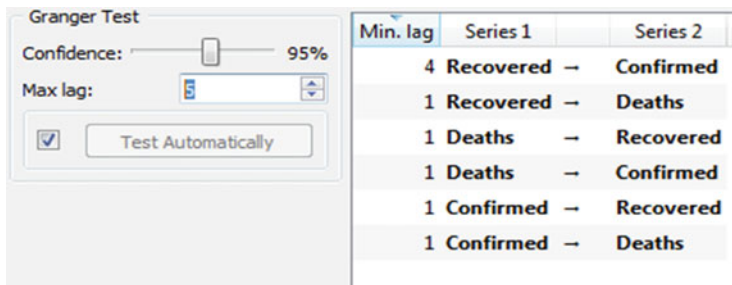 Granger Test
Confidence: 95%
Max lag: 5
Test Automatically
Min. lag Series 1 Series 2
4 Recovered → Confirmed
1 Recovered → Deaths
1 Deaths → Recovered
1 Deaths → Confirmed
1 Confirmed → Recovered
1 Confirmed → Deaths